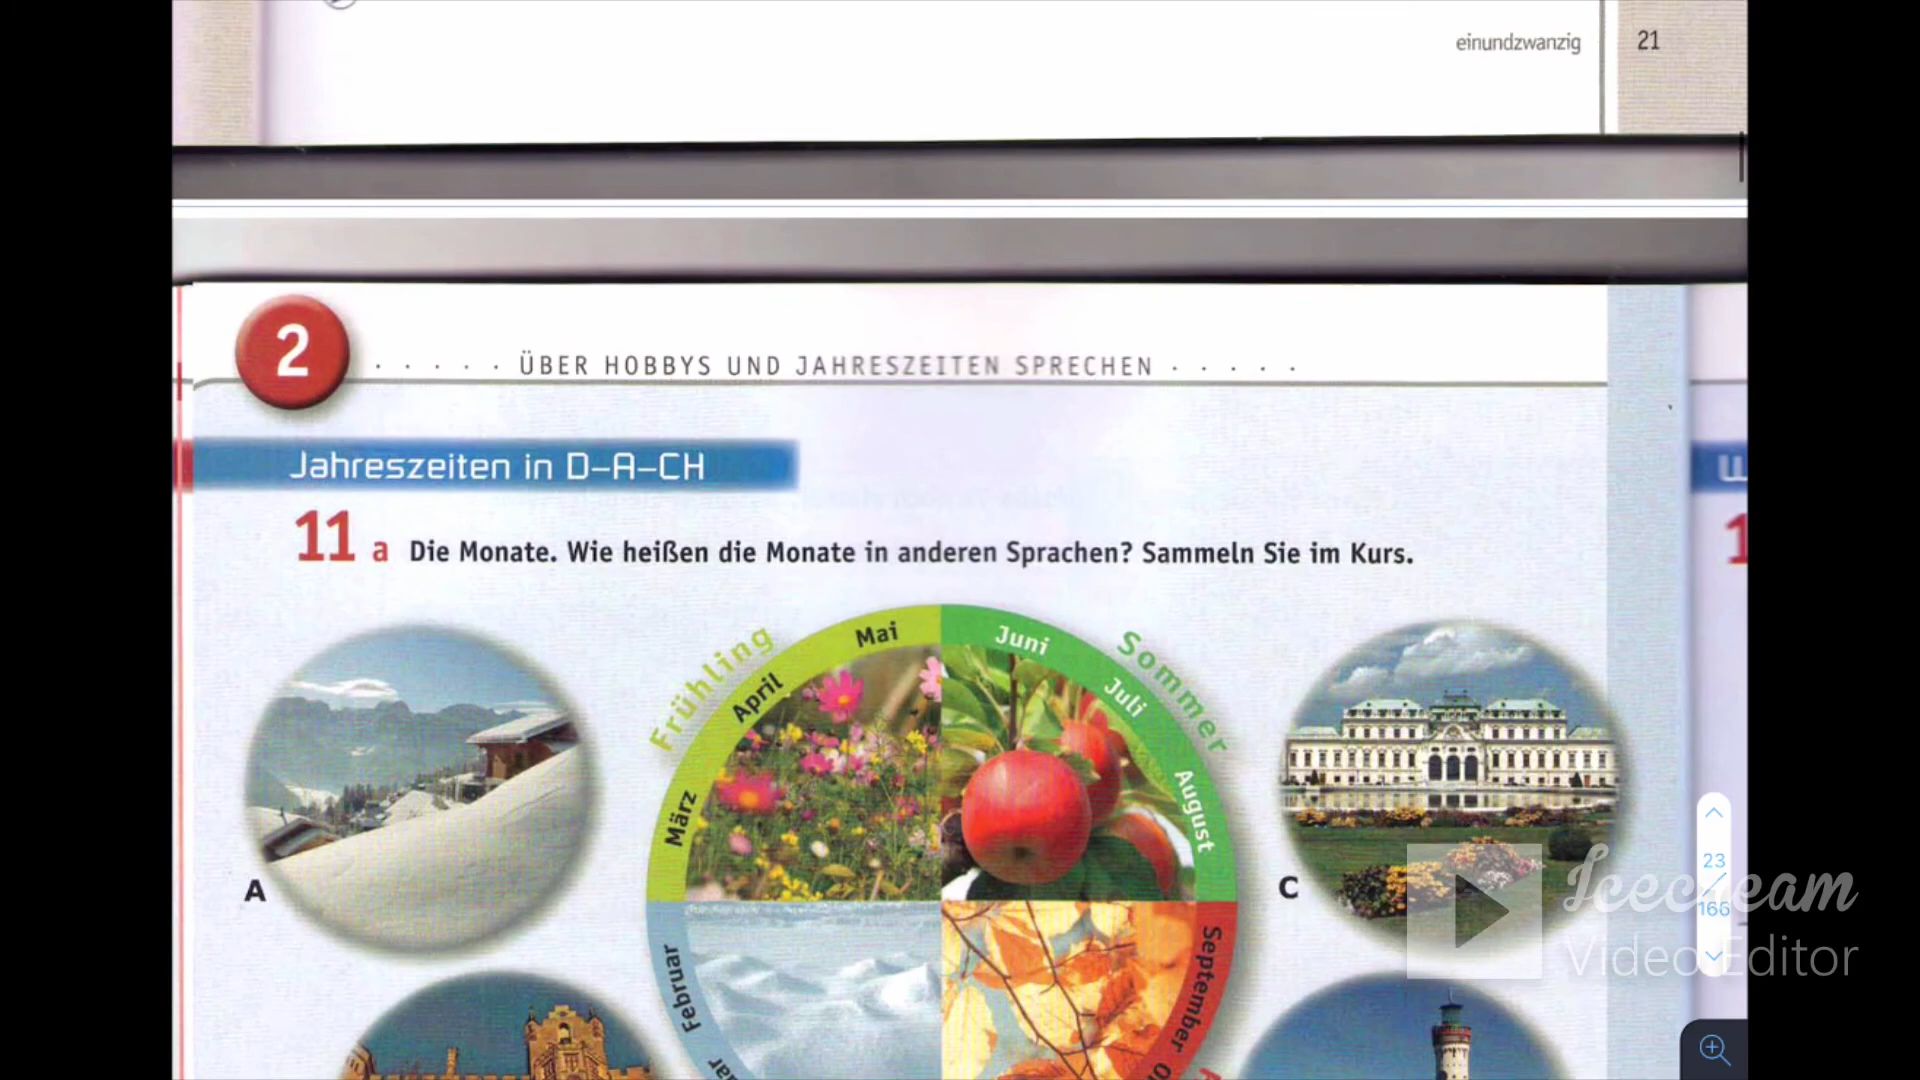 einundzwanzig 21
2
ÜBER HOBBYS UND JAHRESZEITEN SPRECHEN
Jahreszeiten in D–A–CH
11 a Die Monate. Wie heißen die Monate in anderen Sprachen? Sammeln Sie im Kurs.
Frühling
Sommer
Mai
Juni
April
Juli
März
August
A
C
Februar
September
23
166
Icecream
Video Editor